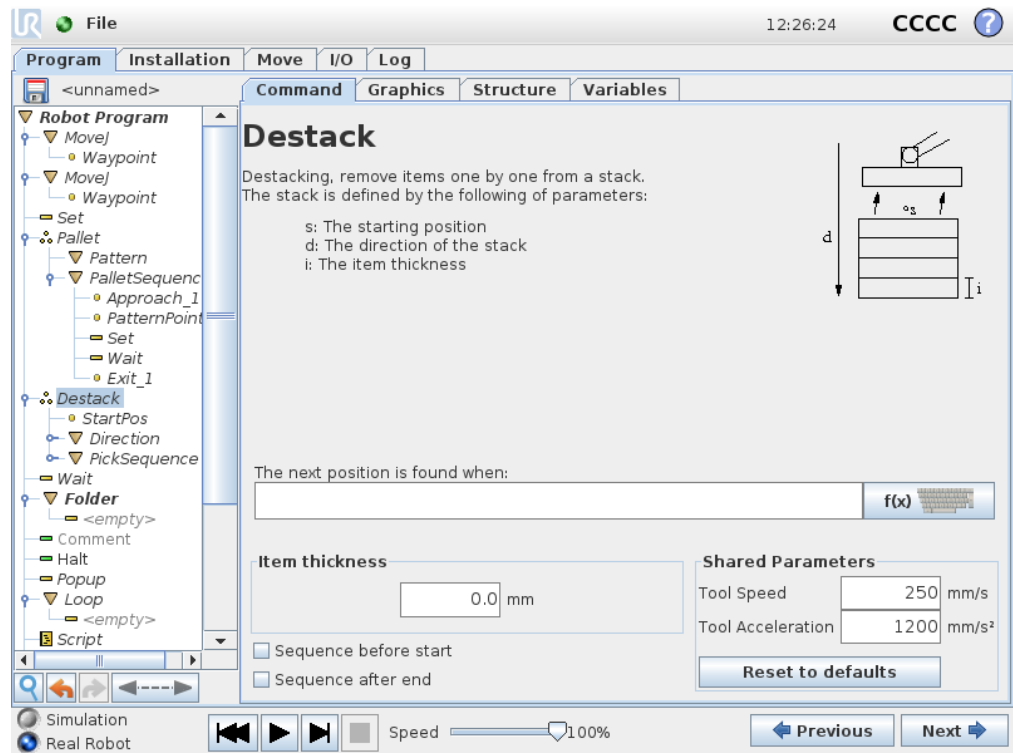 UR File 12:26:24 CCCC ?
Program Installation Move I/O Log
<unnamed>
Command Graphics Structure Variables
Robot Program
MoveJ
Waypoint
MoveJ
Waypoint
Set
Pallet
Pattern
PalletSequenc
Approach_1
PatternPoint
Set
Wait
Exit_1
Destack
StartPos
Direction
PickSequence
Wait
Folder
<empty>
Comment
Halt
Popup
Loop
<empty>
Script
Destack
Destacking, remove items one by one from a stack.
The stack is defined by the following of parameters:
s: The starting position
d: The direction of the stack
i: The item thickness
s
d
i
The next position is found when:
f(x)
Item thickness
0.0 mm
Sequence before start
Sequence after end
Shared Parameters
Tool Speed 250 mm/s
Tool Acceleration 1200 mm/s²
Reset to defaults
Simulation
Real Robot
Speed 100%
Previous Next